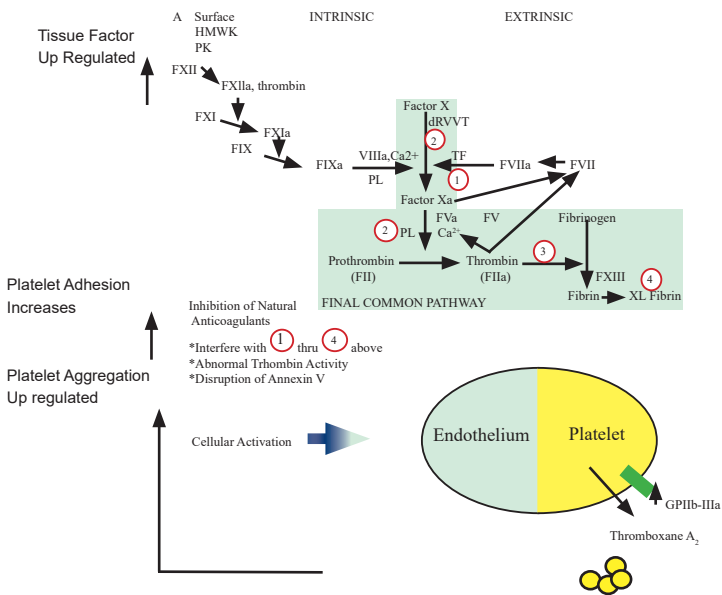 Tissue Factor
Up Regulated
A Surface
HMWK
PK
INTRINSIC
EXTRINSIC
FXII
FXIIa, thrombin
FXI
FXIa
FIX
FIXa
VIIIa,Ca2+
PL
Factor X
dRVVT
2
TF
1
FVIIa
FVII
Factor Xa
2
PL
FVa
Ca2+
FV
Fibrinogen
Prothrombin
(FII)
Thrombin
(FIIa)
3
FXIII
4
Fibrin
XL Fibrin
FINAL COMMON PATHWAY
Platelet Adhesion
Increases
Inhibition of Natural
Anticoagulants
*Interfere with 1 thru 4 above
*Abnormal Trhombin Activity
*Disruption of Annexin V
Platelet Aggregation
Up regulated
Cellular Activation
Endothelium
Platelet
GPIIb-IIIa
Thromboxane A2